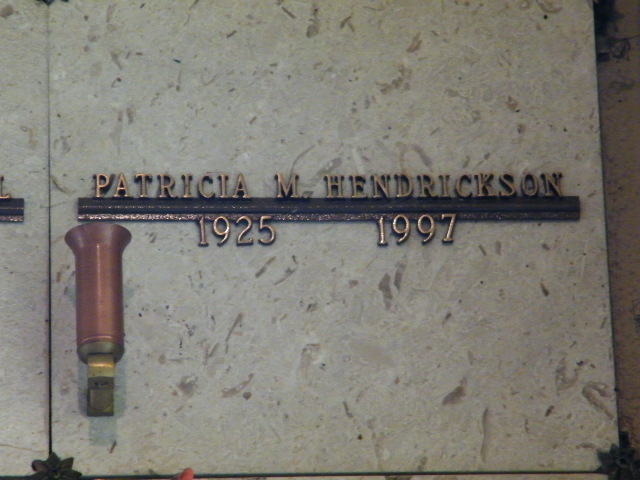 L
PATRICIA M. HENDRICKSON
1925 1997